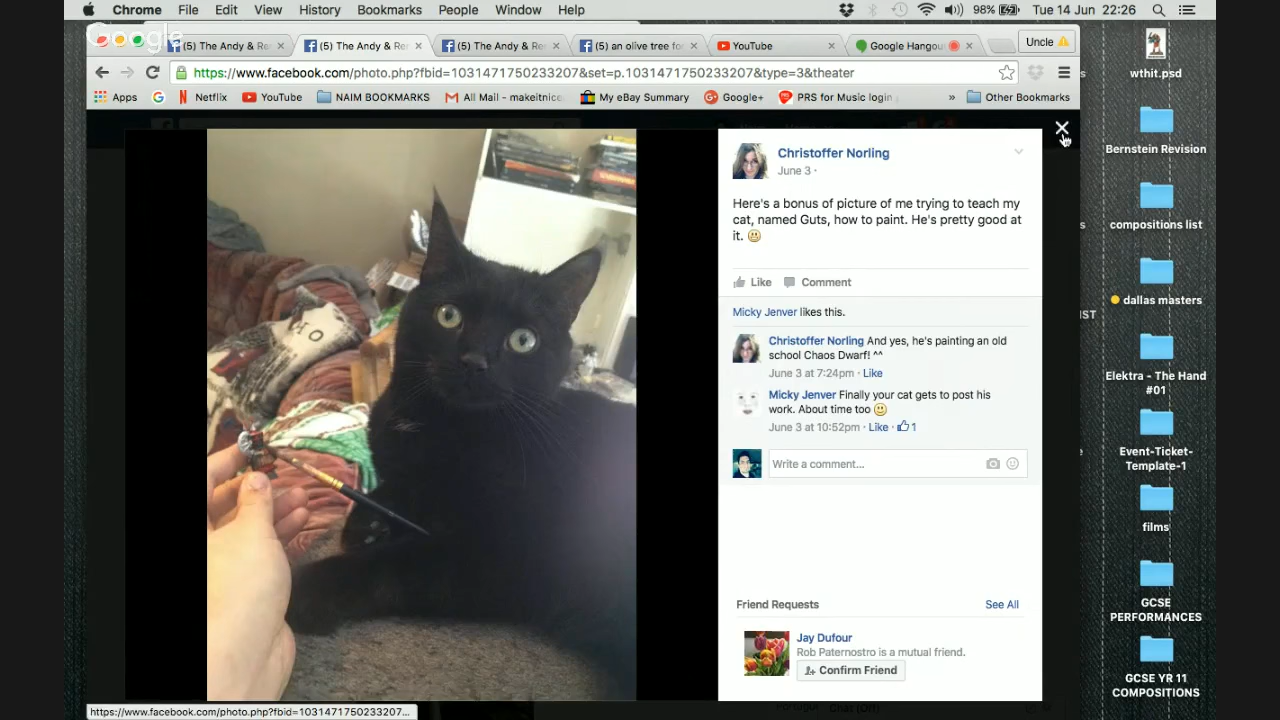 Chrome File Edit View History Bookmarks People Window Help 98% Tue 14 Jun 22:26
Google
(5) The Andy & Re
(5) The Andy & Re
(5) The Andy & Re
(5) an olive tree for
YouTube
Google Hangou
Uncle
https://www.facebook.com/photo.php?fbid=1031471750233207&set=p.1031471750233207&type=3&theater
Apps Netflix YouTube NAIM BOOKMARKS All Mail - makeitnice My eBay Summary Google+ PRS for Music login » Other Bookmarks
Christoffer Norling
June 3 ·
Here's a bonus of picture of me trying to teach my
cat, named Guts, how to paint. He's pretty good at
it.
Like Comment
Micky Jenver likes this.
Christoffer Norling And yes, he's painting an old
school Chaos Dwarf! ^^
June 3 at 7:24pm · Like
Micky Jenver Finally your cat gets to post his
work. About time too
June 3 at 10:52pm · Like · 1
Write a comment...
Friend Requests See All
Jay Dufour
Rob Paternostro is a mutual friend.
Confirm Friend
https://www.facebook.com/photo.php?fbid=1031471750233207...
Chat (Off)
wthit.psd
Bernstein Revision
compositions list
dallas masters
Elektra - The Hand
#01
Event-Ticket-
Template-1
films
GCSE
PERFORMANCES
GCSE YR 11
COMPOSITIONS